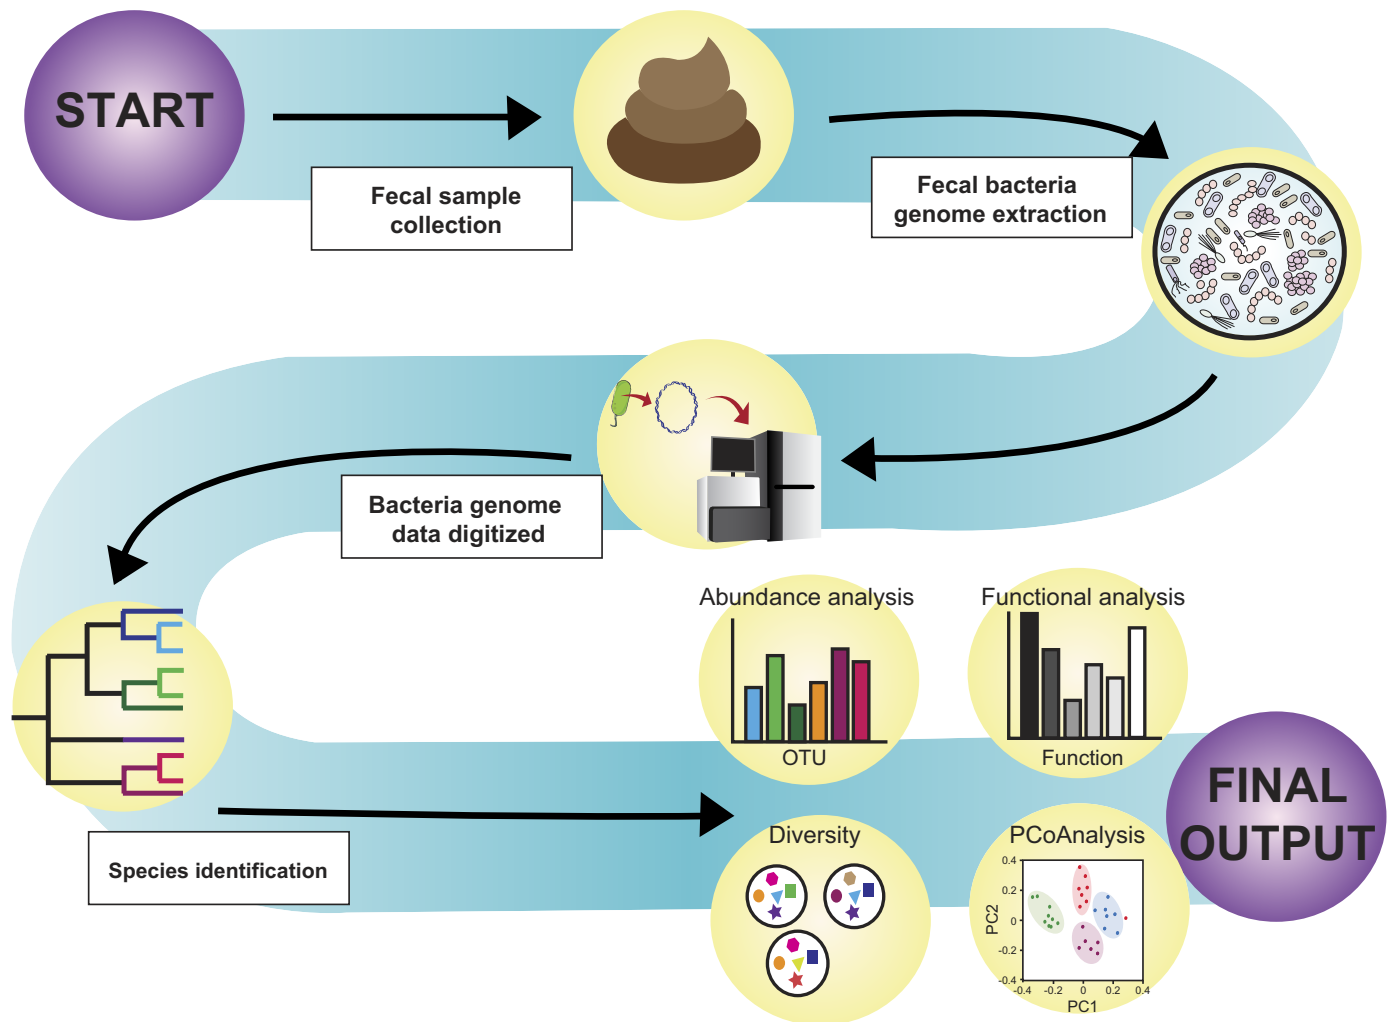 START
Fecal sample
collection
Fecal bacteria
genome extraction
Bacteria genome
data digitized
Species identification
Abundance analysis
OTU
Functional analysis
Function
Diversity
PCoAnalysis
PC2
0.4
0.2
0
-0.2
-0.4
-0.4
-0.2
0
0.2
0.4
PC1
FINAL
OUTPUT